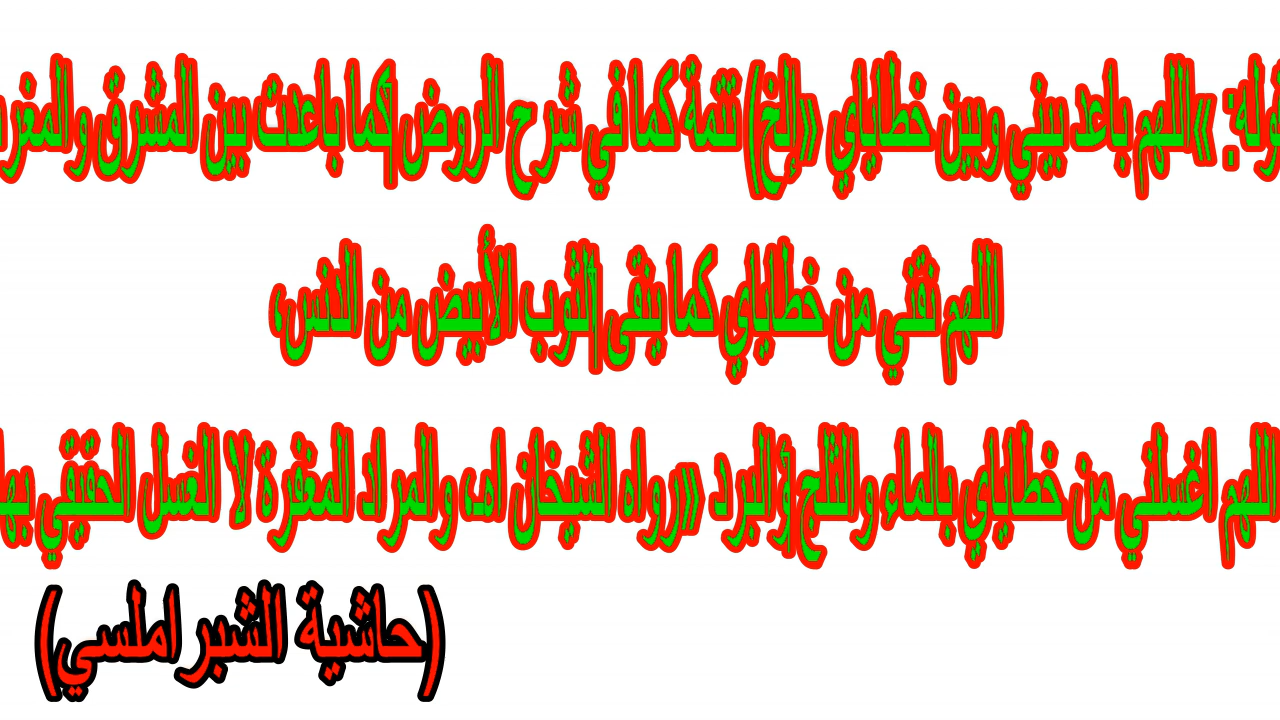 قوله: »اللهم باعد بيني وبين خطاياي «إلخ) تتمة كما في شرح الروض كما باعدت بين المشرق والمغرب
اللهم نقني من خطاياي كما ينقى الثوب الأبيض من الدنس،
اللهم اغسلني من خطاياي بالماء والثلج والبرد «رواه الشيخان اهـ، والمراد المغفرة لا الغسل الحقيقي بها
(حاشية الشبراملسي)